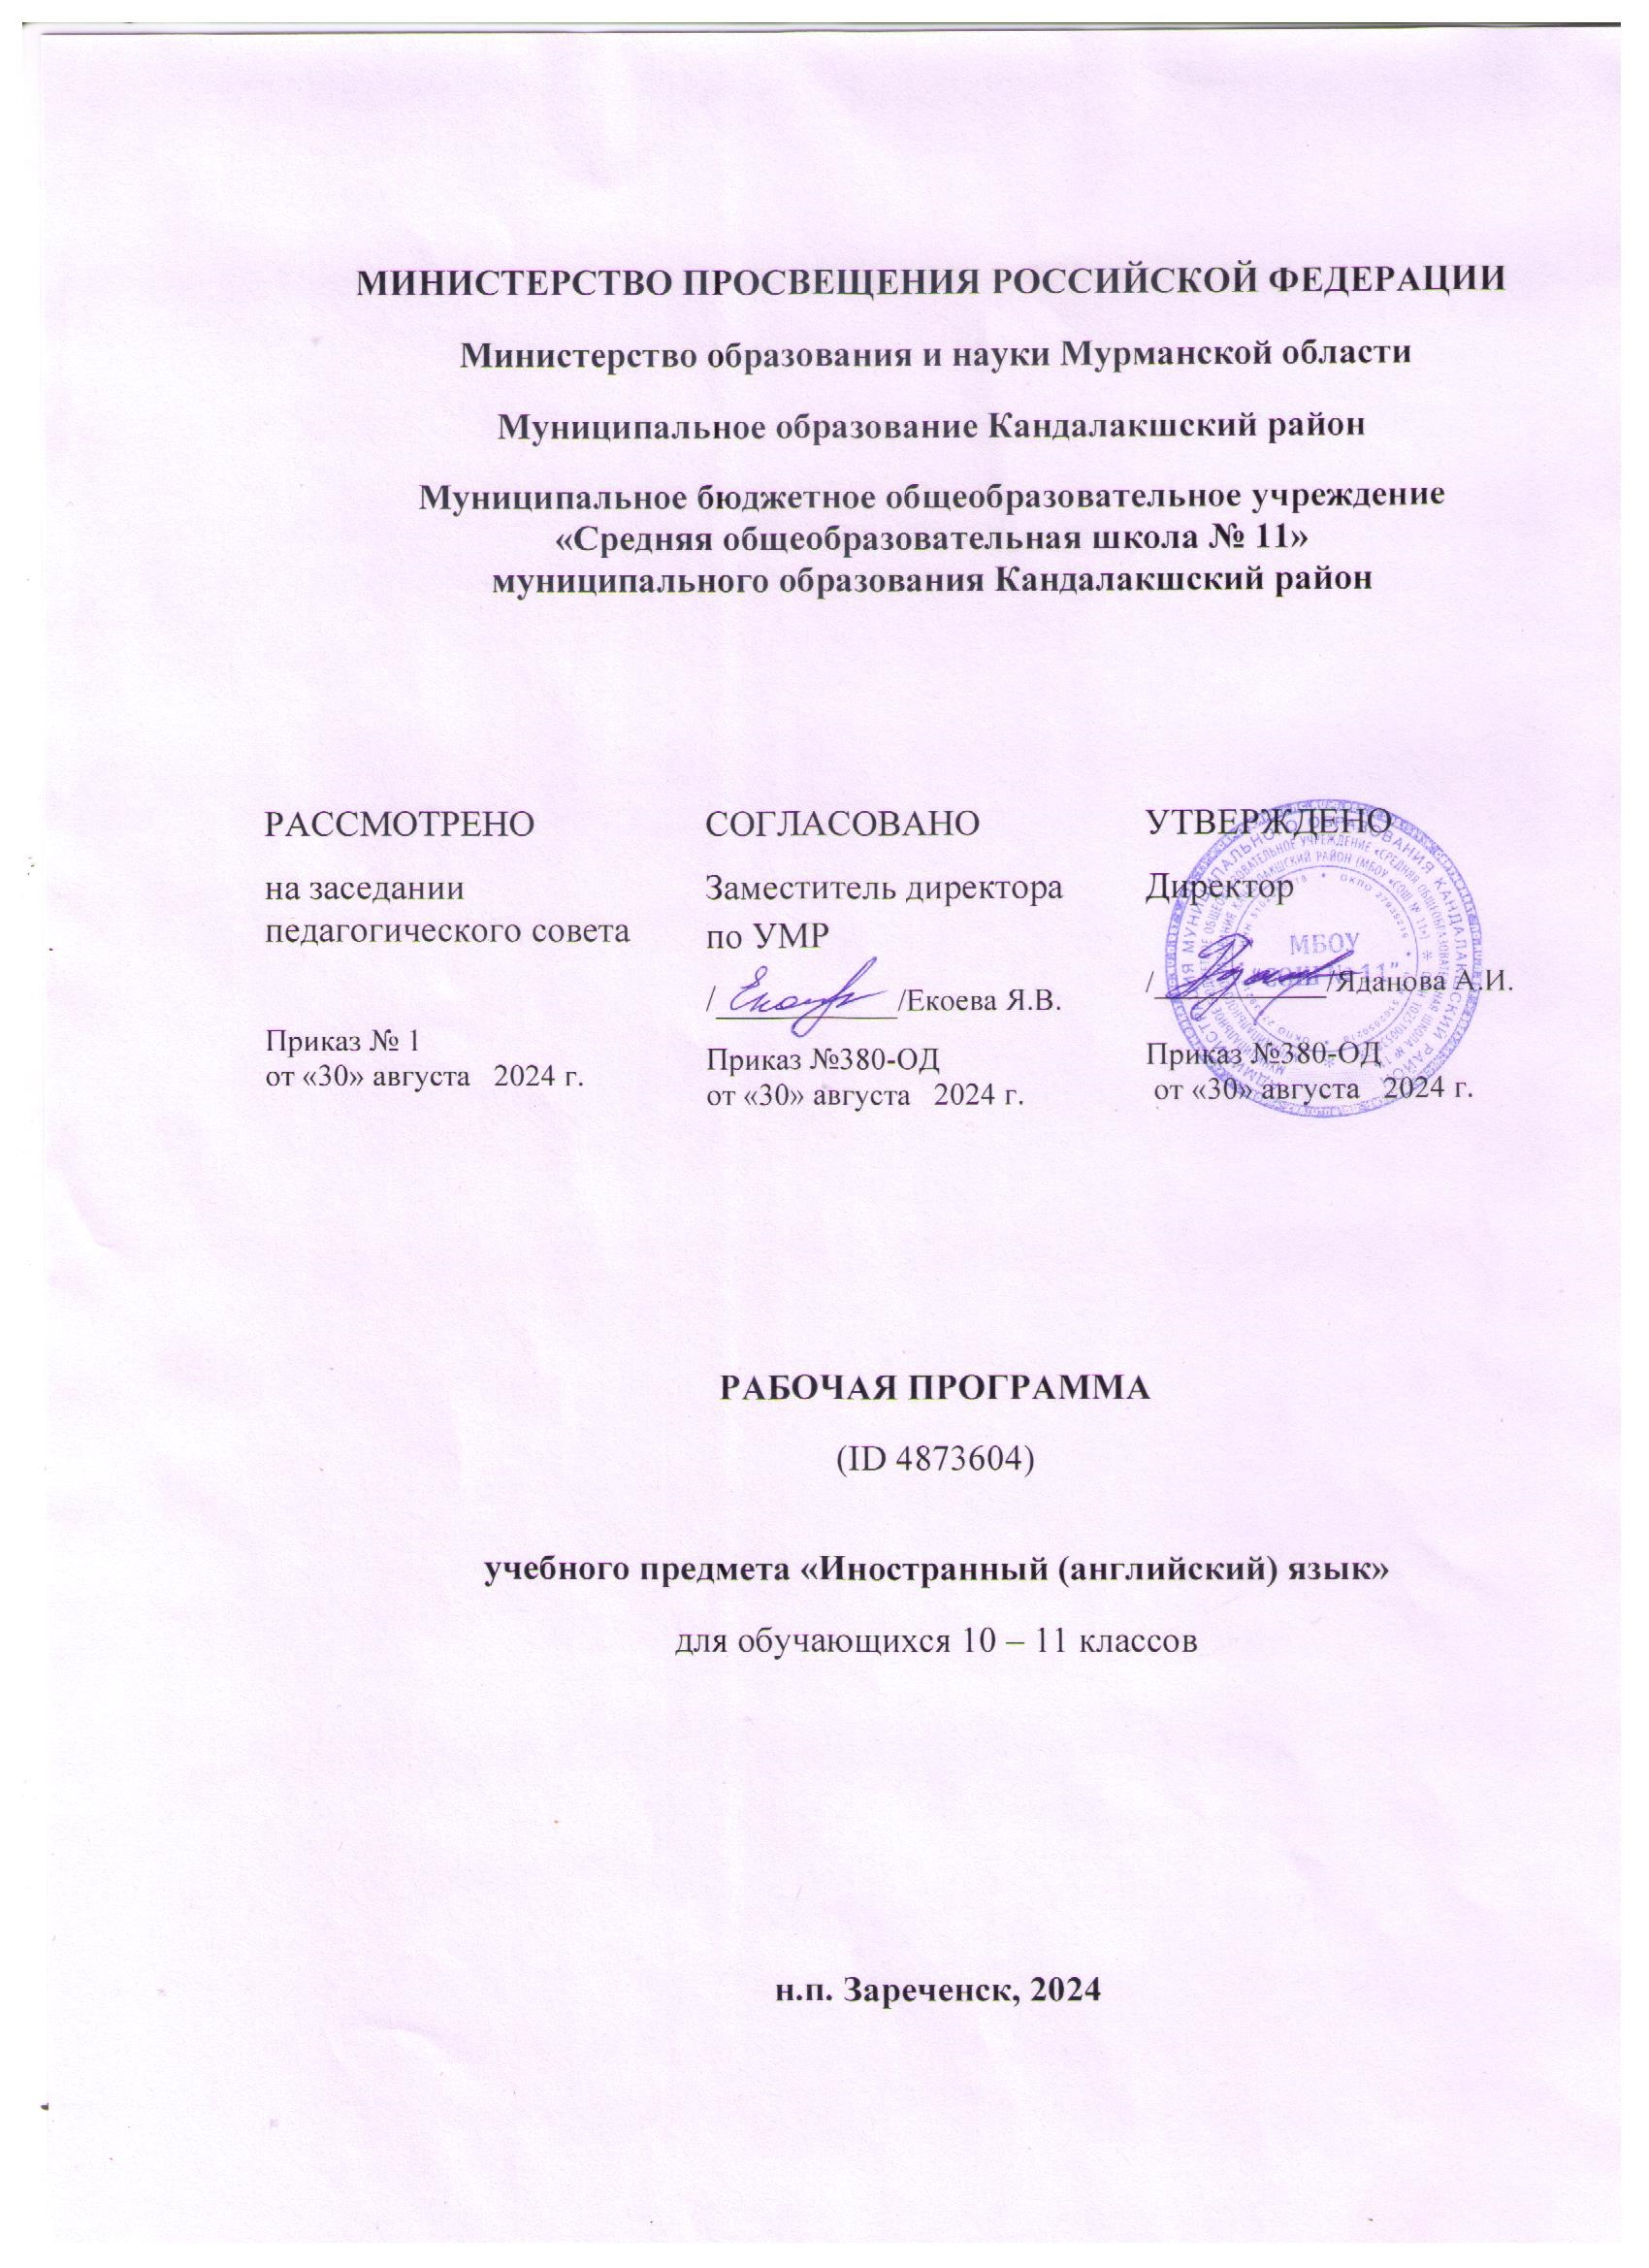 МИНИСТЕРСТВО ПРОСВЕЩЕНИЯ РОССИЙСКОЙ ФЕДЕРАЦИИ
Министерство образования и науки Мурманской области
Муниципальное образование Кандалакшский район
Муниципальное бюджетное общеобразовательное учреждение
«Средняя общеобразовательная школа № 11»
муниципального образования Кандалакшский район
РАССМОТРЕНО
на заседании
педагогического совета
Приказ № 1
от «30» августа 2024 г.
СОГЛАСОВАНО
Заместитель директора
по УМР
/____________/Екоева Я.В.
Приказ №380-ОД
от «30» августа 2024 г.
УТВЕРЖДЕНО
Директор
/____________/Яданова А.И.
Приказ №380-ОД
от «30» августа 2024 г.
МБОУ
РАБОЧАЯ ПРОГРАММА
(ID 4873604)
учебного предмета «Иностранный (английский) язык»
для обучающихся 10 – 11 классов
н.п. Зареченск, 2024